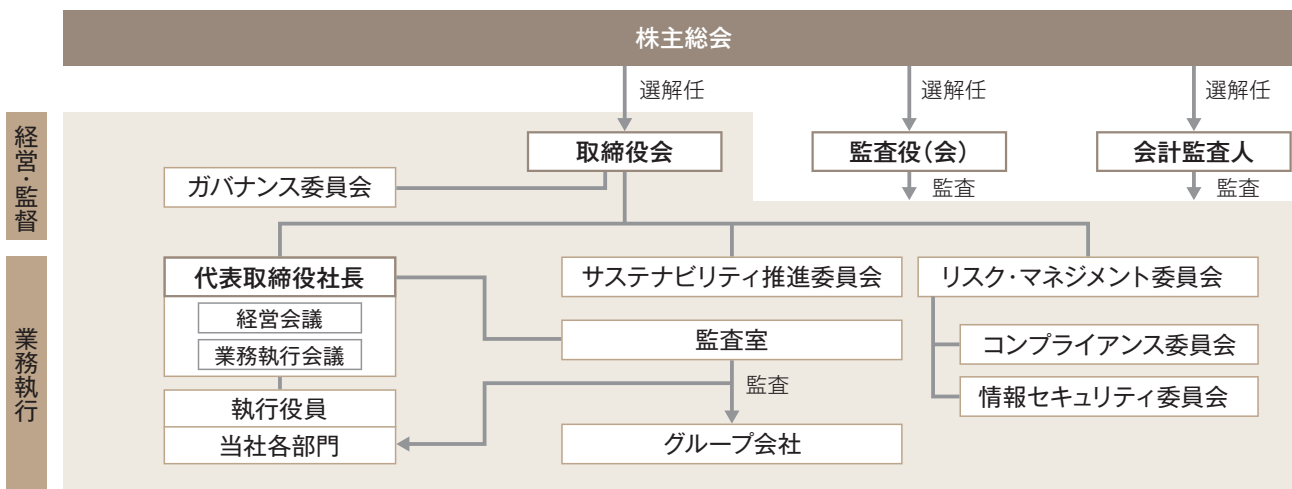 株主総会
選解任
選解任
選解任
経営・監督
取締役会
監査役（会）
会計監査人
監査
監査
ガバナンス委員会
業務執行
代表取締役社長
サステナビリティ推進委員会
リスク・マネジメント委員会
経営会議
業務執行会議
監査室
コンプライアンス委員会
監査
執行役員
情報セキュリティ委員会
当社各部門
グループ会社